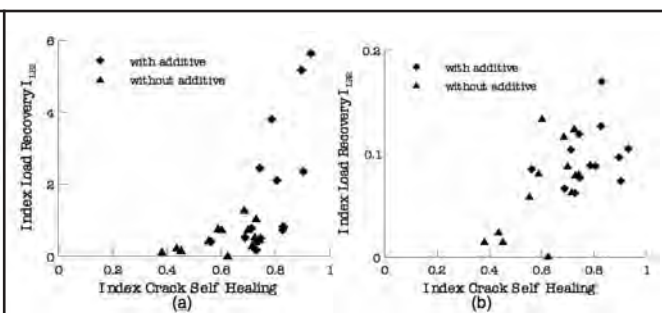 6
4
2
0
0 0.2 0.4 0.6 0.8 1
Index Load Recovery I
with additive
without additive
Index Crack Self Healing
(a)
0.2
0.1
0
0 0.2 0.4 0.6 0.8 1
Index Load Recovery I
with additive
without additive
Index Crack Self Healing
(b)